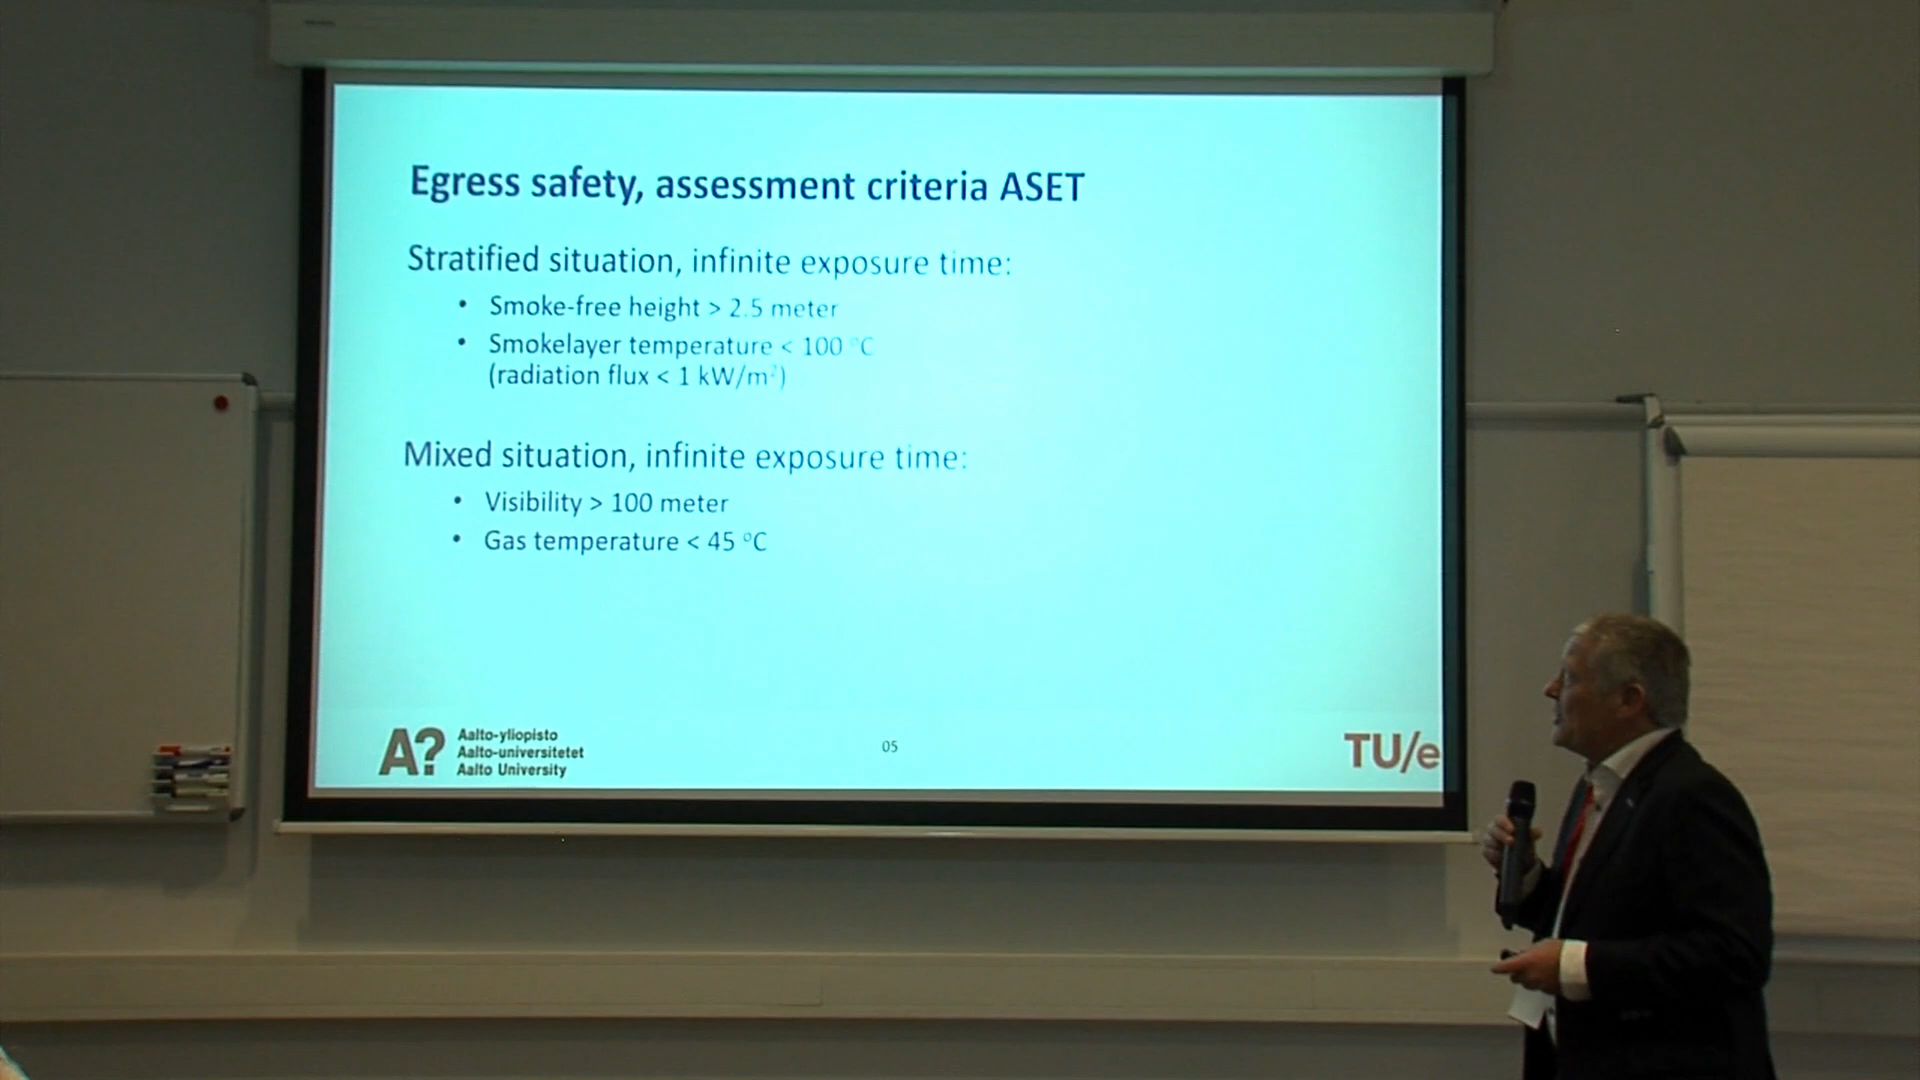 Egress safety, assessment criteria ASET
Stratified situation, infinite exposure time:
• Smoke-free height > 2.5 meter
• Smokelayer temperature < 100 °C
(radiation flux < 1 kW/m²)
Mixed situation, infinite exposure time:
• Visibility > 100 meter
• Gas temperature < 45 °C
A?
Aalto-yliopisto
Aalto-universitetet
Aalto University
05
TU/e